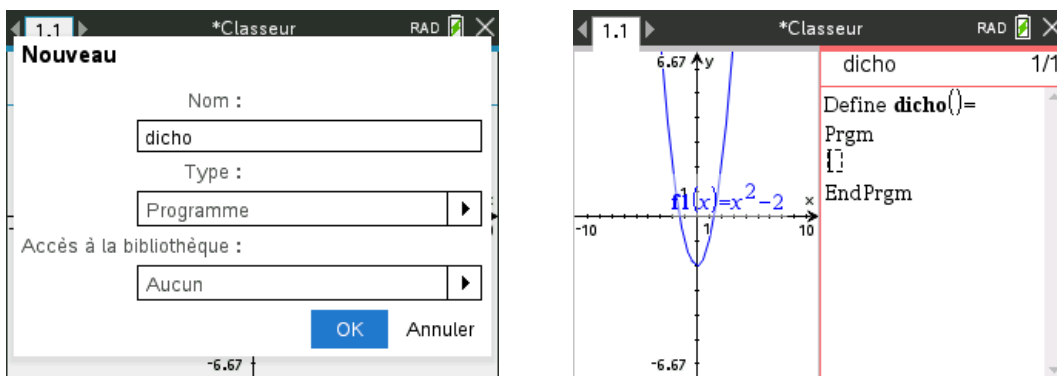 1.1 *Classeur RAD
Nouveau
Nom :
dicho
Type :
Programme
Accès à la bibliothèque :
Aucun
OK Annuler
-6.67
1.1 *Classeur RAD
6.67 y
1
f1(x)=x²-2 x
-10 1 10
-6.67
dicho 1/1
Define dicho()=
Prgm
EndPrgm